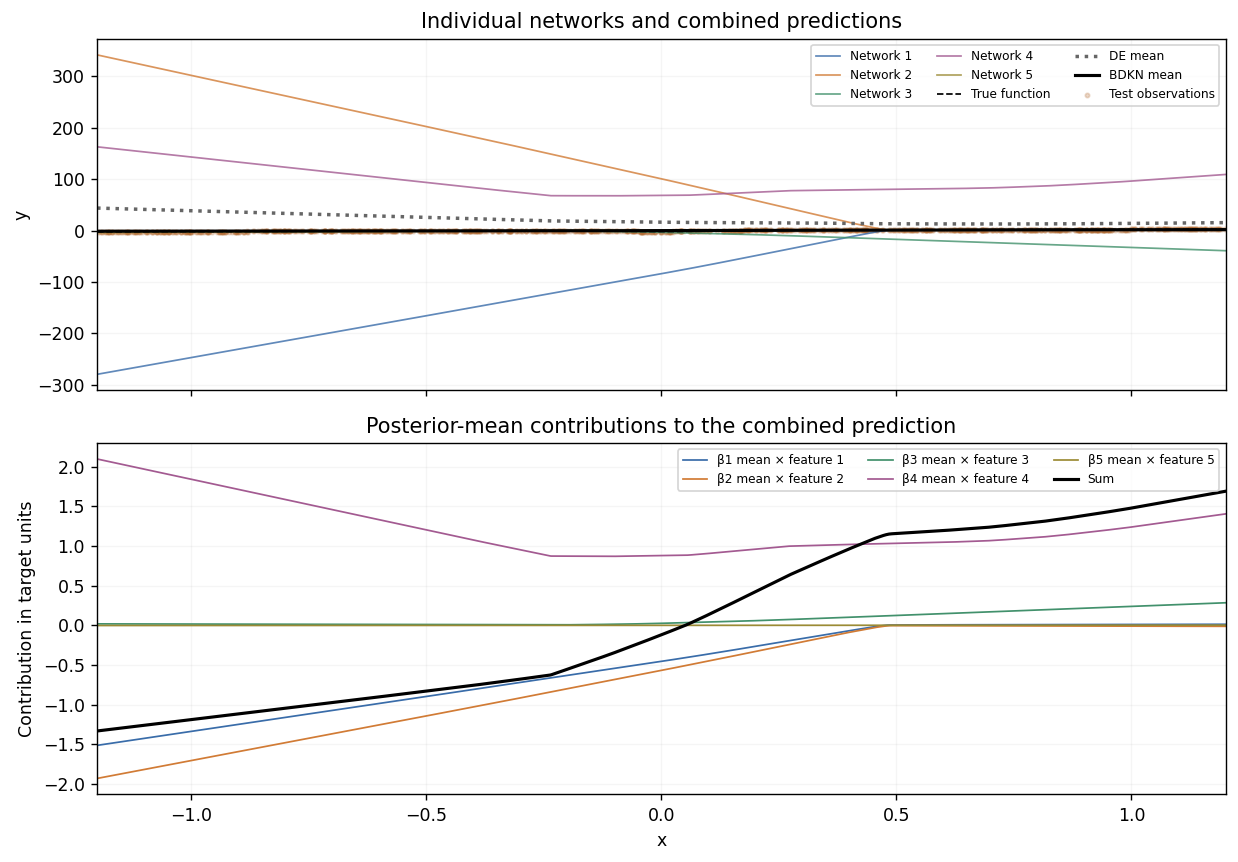 Individual networks and combined predictions
Network 1
Network 2
Network 3
Network 4
Network 5
True function
DE mean
BDKN mean
Test observations
300
200
100
0
−100
−200
−300
y
Posterior-mean contributions to the combined prediction
β1 mean × feature 1
β2 mean × feature 2
β3 mean × feature 3
β4 mean × feature 4
β5 mean × feature 5
Sum
2.0
1.5
1.0
0.5
0.0
−0.5
−1.0
−1.5
−2.0
Contribution in target units
−1.0
−0.5
0.0
0.5
1.0
x